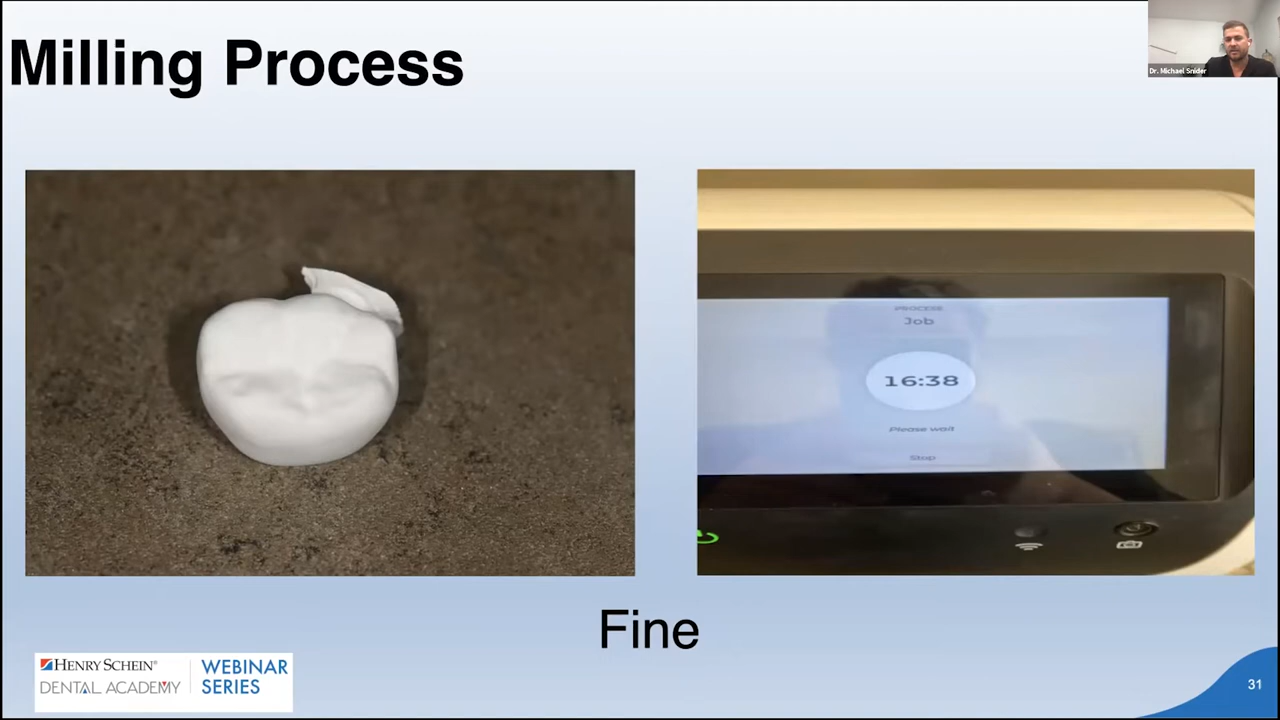 Milling Process
Dr. Michael Snider
PROCESS
Job
16:38
Please wait
Stop
Fine
HENRY SCHEIN®
DENTAL ACADEMY
WEBINAR
SERIES
31